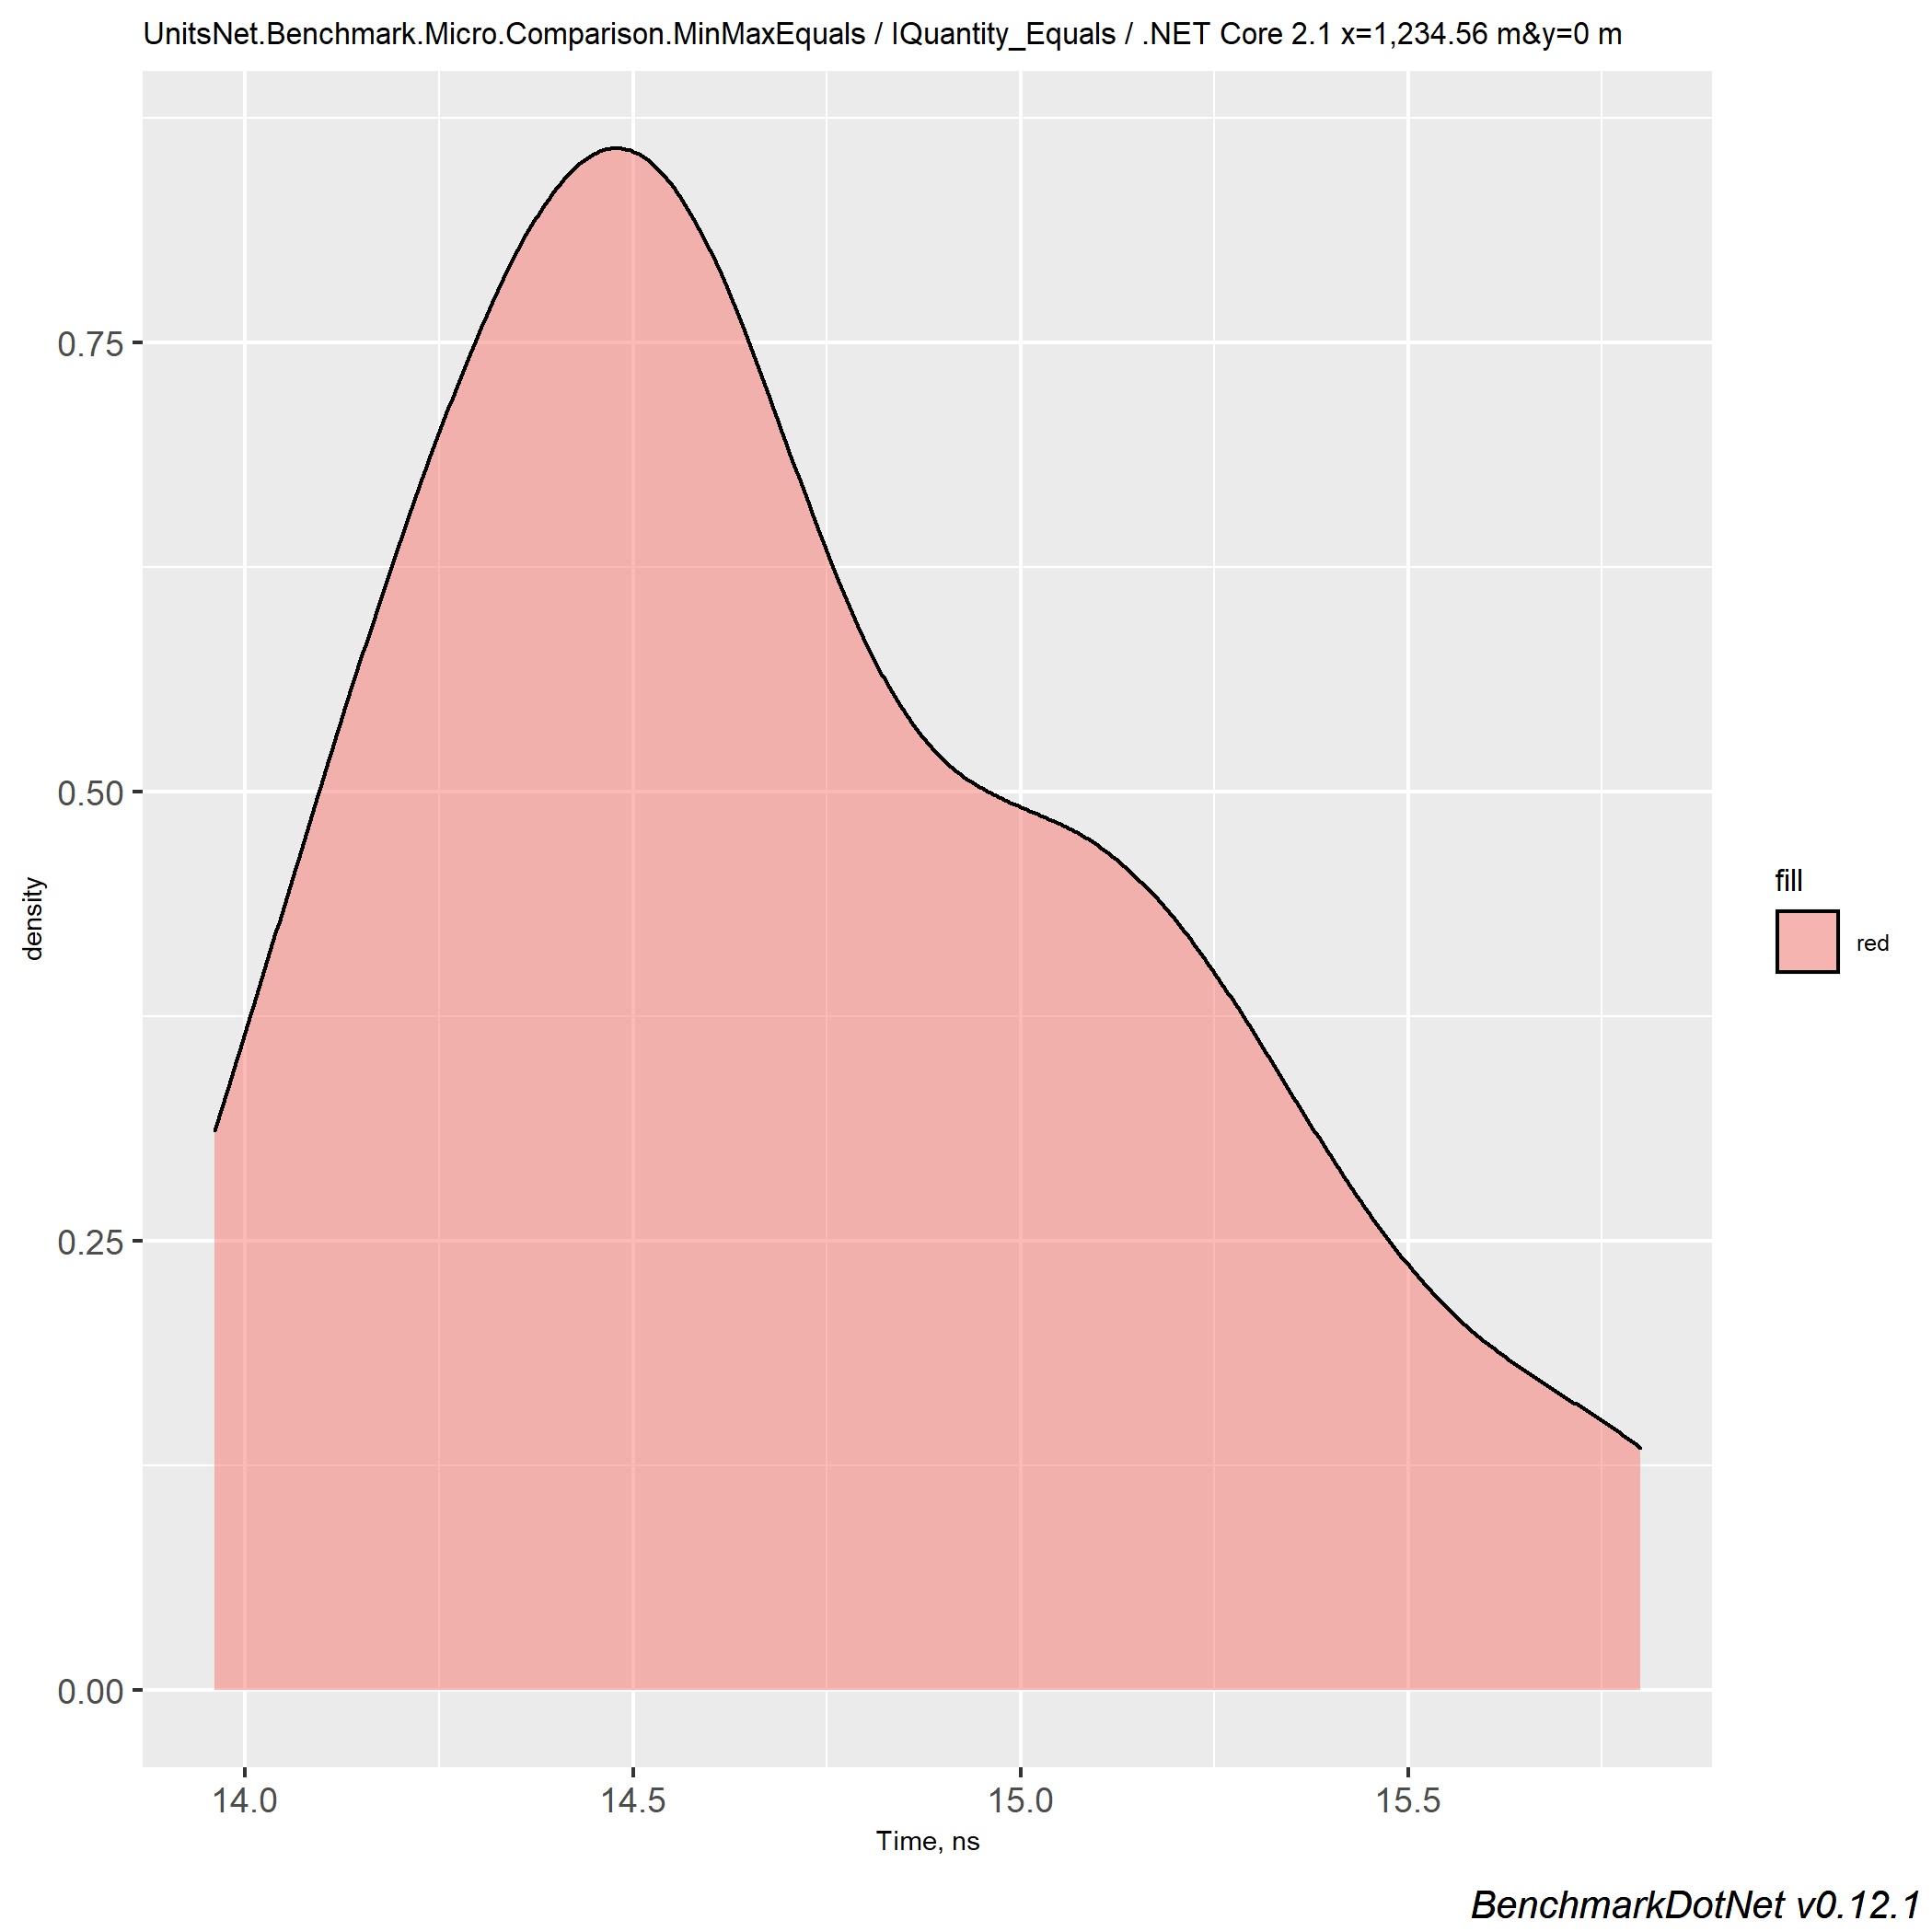 UnitsNet.Benchmark.Micro.Comparison.MinMaxEquals / IQuantity_Equals / .NET Core 2.1 x=1,234.56 m&y=0 m
0.75
0.50
0.25
0.00
density
14.0 14.5 15.0 15.5
Time, ns
fill
red
BenchmarkDotNet v0.12.1